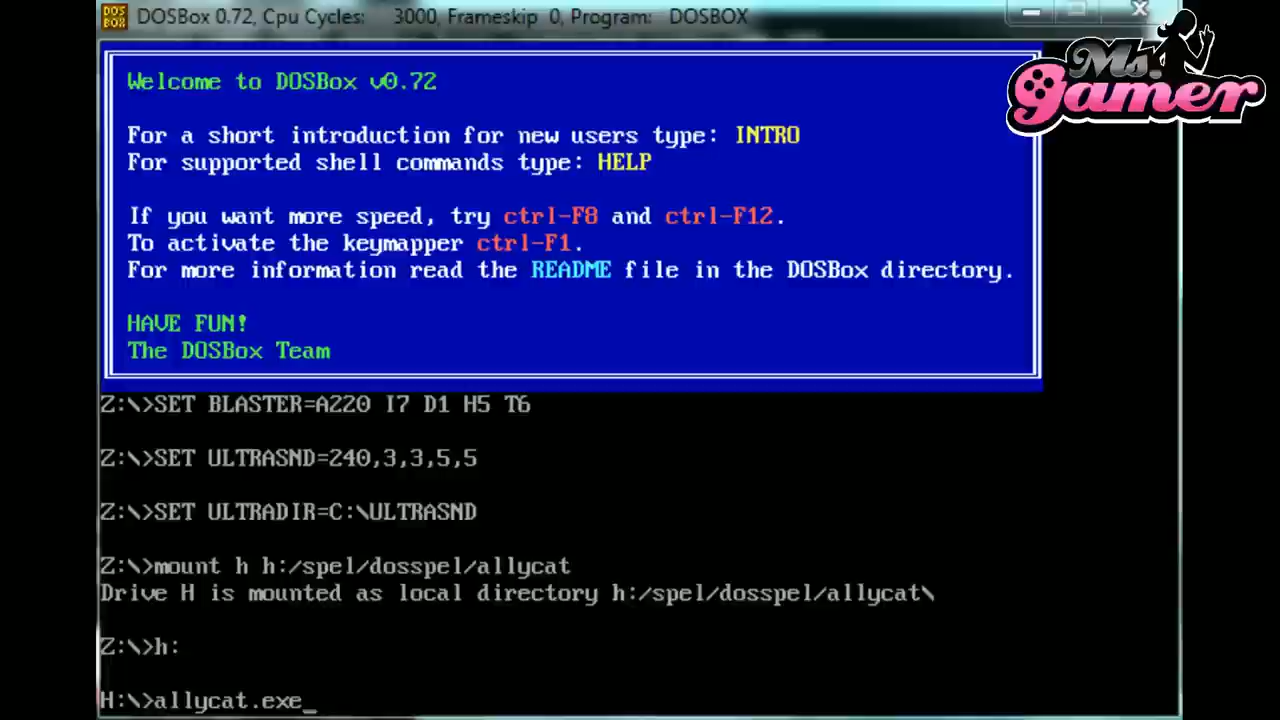 DOS
BOX
DOSBox 0.72, Cpu Cycles: 3000, Frameskip 0, Program: DOSBOX
Ms.
gamer
Welcome to DOSBox v0.72
For a short introduction for new users type: INTRO
For supported shell commands type: HELP
If you want more speed, try ctrl-F8 and ctrl-F12.
To activate the keymapper ctrl-F1.
For more information read the README file in the DOSBox directory.
HAVE FUN!
The DOSBox Team
Z:\>SET BLASTER=A220 I7 D1 H5 T6
Z:\>SET ULTRASND=240,3,3,5,5
Z:\>SET ULTRADIR=C:\ULTRASND
Z:\>mount h h:/spel/dosspel/allycat
Drive H is mounted as local directory h:/spel/dosspel/allycat\
Z:\>h:
H:\>allycat.exe_